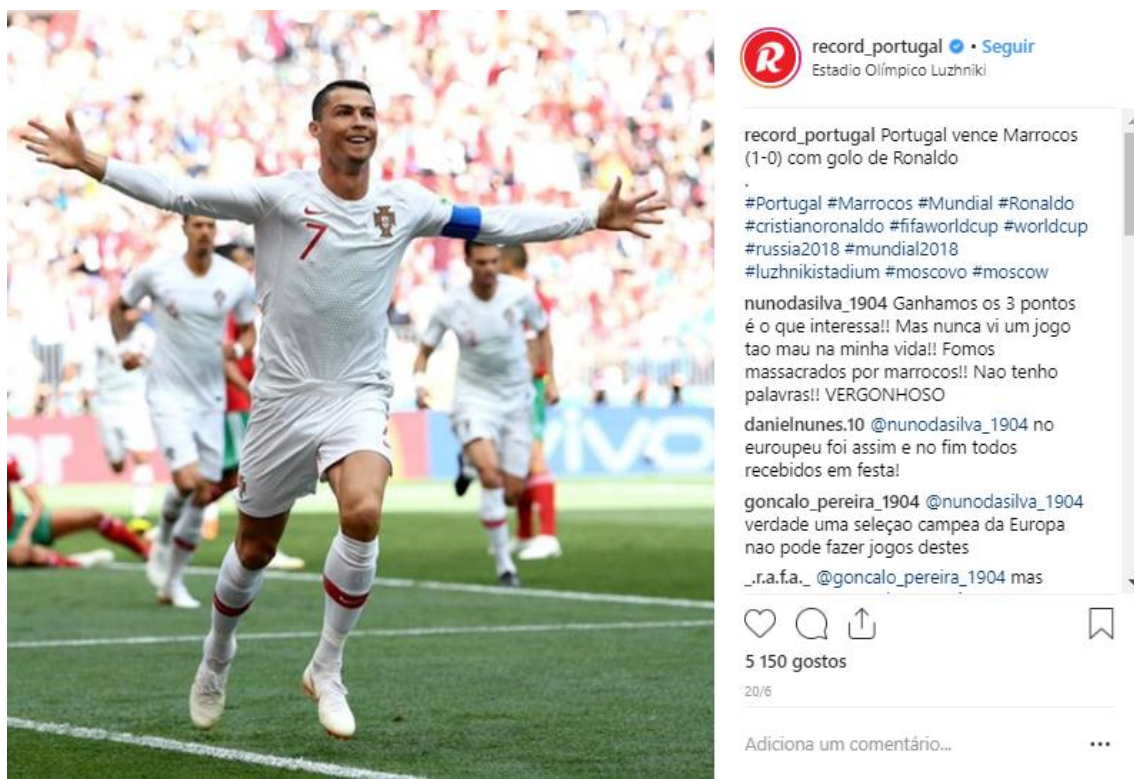 record_portugal • Seguir
Estadio Olímpico Luzhniki
record_portugal Portugal vence Marrocos
(1-0) com golo de Ronaldo
.
#Portugal #Marrocos #Mundial #Ronaldo
#cristianoronaldo #fifaworldcup #worldcup
#russia2018 #mundial2018
#luzhnikistadium #moscovo #moscow
nunodasilva_1904 Ganhamos os 3 pontos
é o que interessa!! Mas nunca vi um jogo
tao mau na minha vida!! Fomos
massacrados por marrocos!! Nao tenho
palavras!! VERGONHOSO
danielnunes.10 @nunodasilva_1904 no
euroupeu foi assim e no fim todos
recebidos em festa!
goncalo_pereira_1904 @nunodasilva_1904
verdade uma seleçao campea da Europa
nao pode fazer jogos destes
_.r.a.f.a._ @goncalo_pereira_1904 mas
5 150 gostos
20/6
Adiciona um comentário...
R
7
vivo